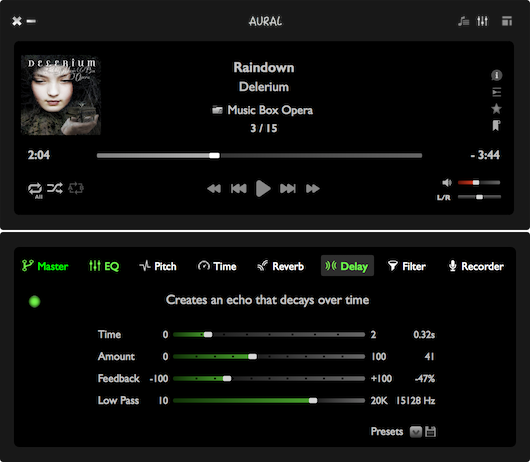 AURAL
DELERIUM
Music Box
Opera
Raindown
Delerium
Music Box Opera
3 / 15
2:04
- 3:44
All
L/R
Master EQ Pitch Time Reverb Delay Filter Recorder
Creates an echo that decays over time
Time 0 2 0.32s
Amount 0 100 41
Feedback -100 +100 -47%
Low Pass 10 20K 15128 Hz
Presets